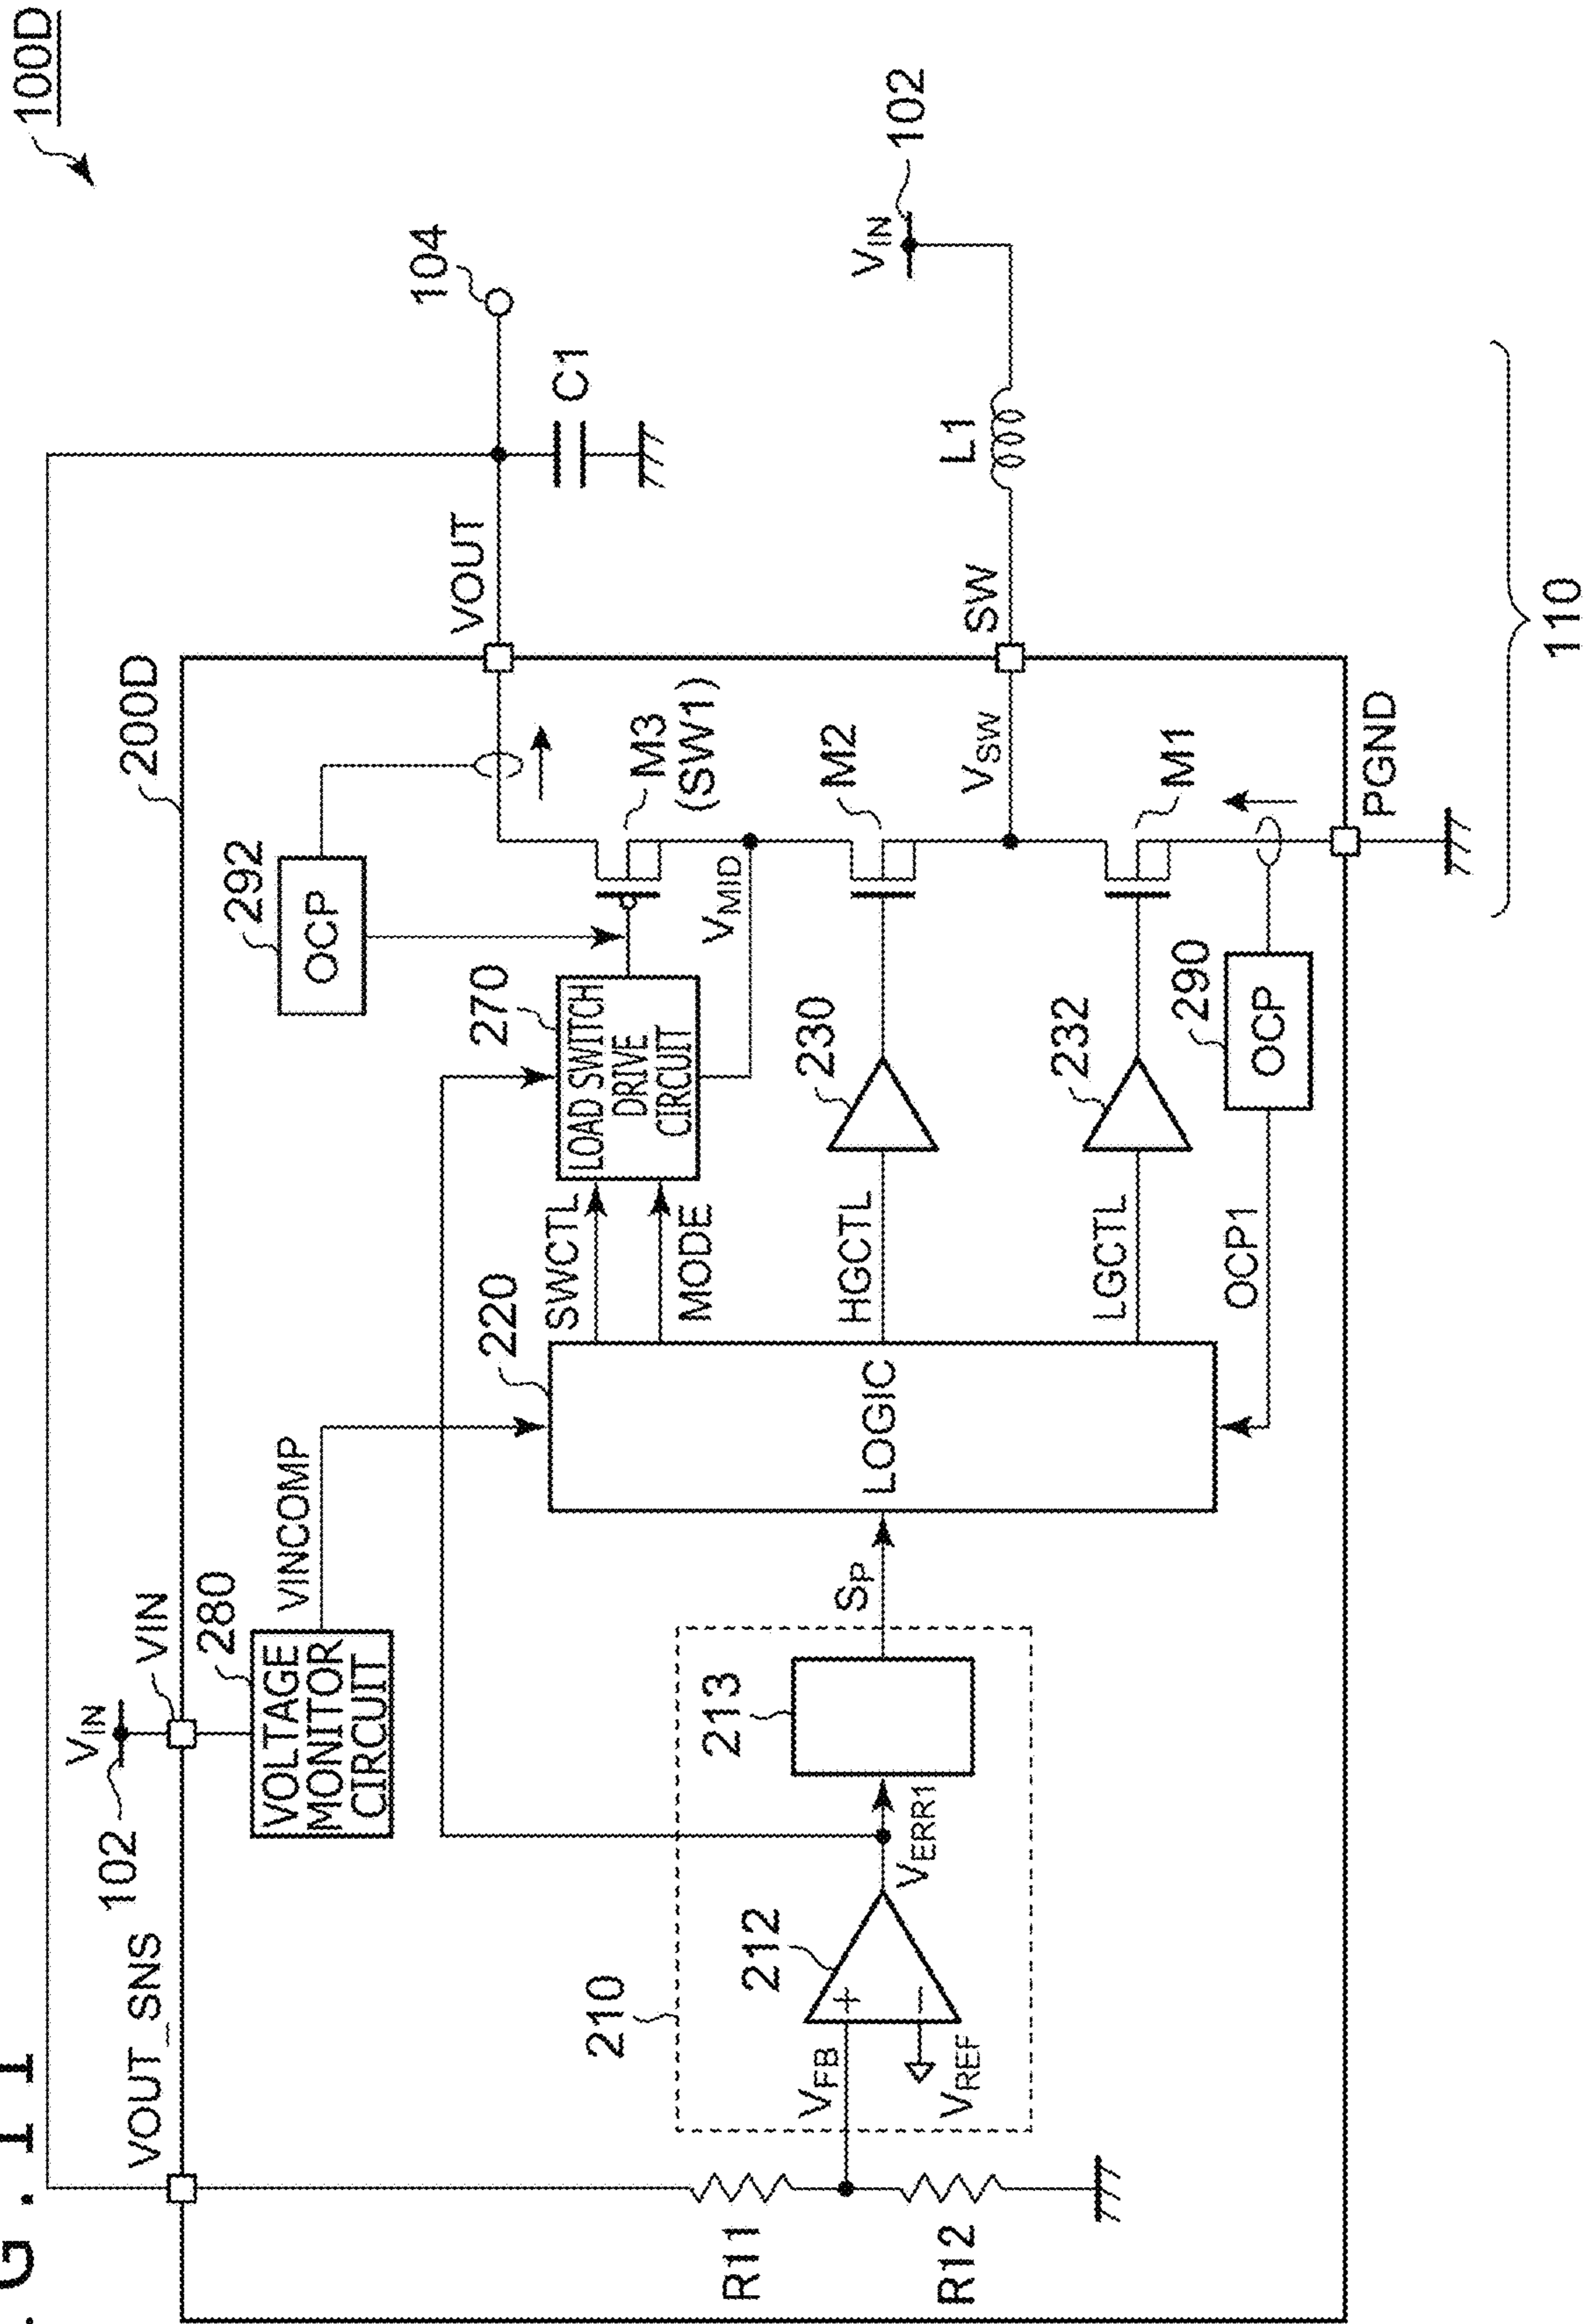 100D
FIG. 11
VOUT_SNS
102
VIN
VIN
280
VOLTAGE
MONITOR
CIRCUIT
VINCOMP
200D
292
OCP
VOUT
104
C1
270
LOAD SWITCH
DRIVE
CIRCUIT
SWCTL
MODE
220
LOGIC
M3
(SW1)
VMID
210
212
+
−
VFB
VREF
VERR1
213
SP
HGCTL
230
M2
VSW
SW
L1
VIN
102
LGCTL
232
M1
OCP1
290
OCP
PGND
R11
R12
110